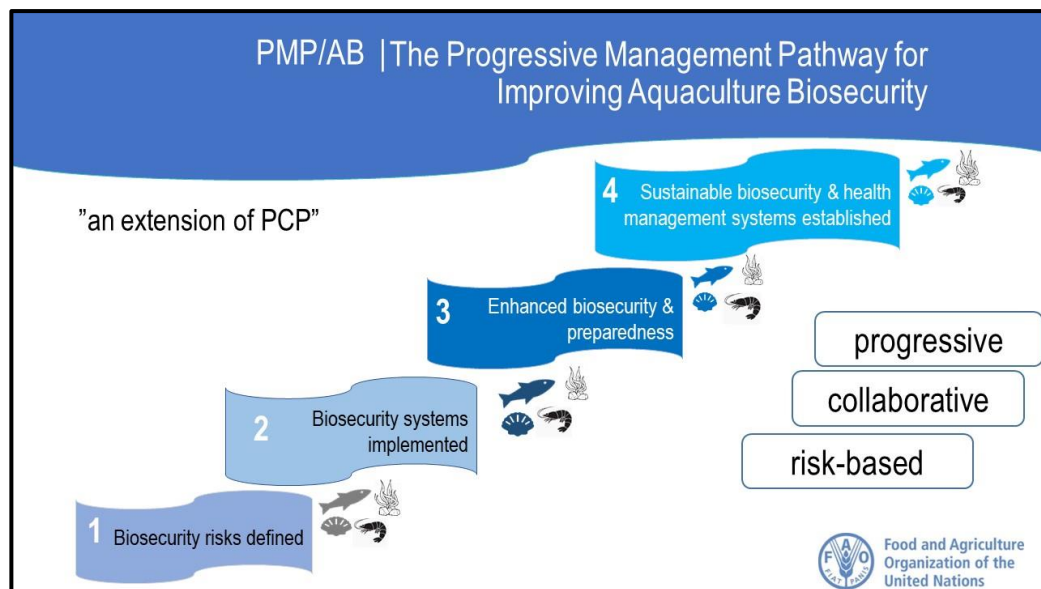 PMP/AB | The Progressive Management Pathway for
Improving Aquaculture Biosecurity
”an extension of PCP”
4 Sustainable biosecurity & health
management systems established
3 Enhanced biosecurity &
preparedness
2 Biosecurity systems
implemented
1 Biosecurity risks defined
progressive
collaborative
risk-based
F A O
FIAT PANIS
Food and Agriculture
Organization of the
United Nations